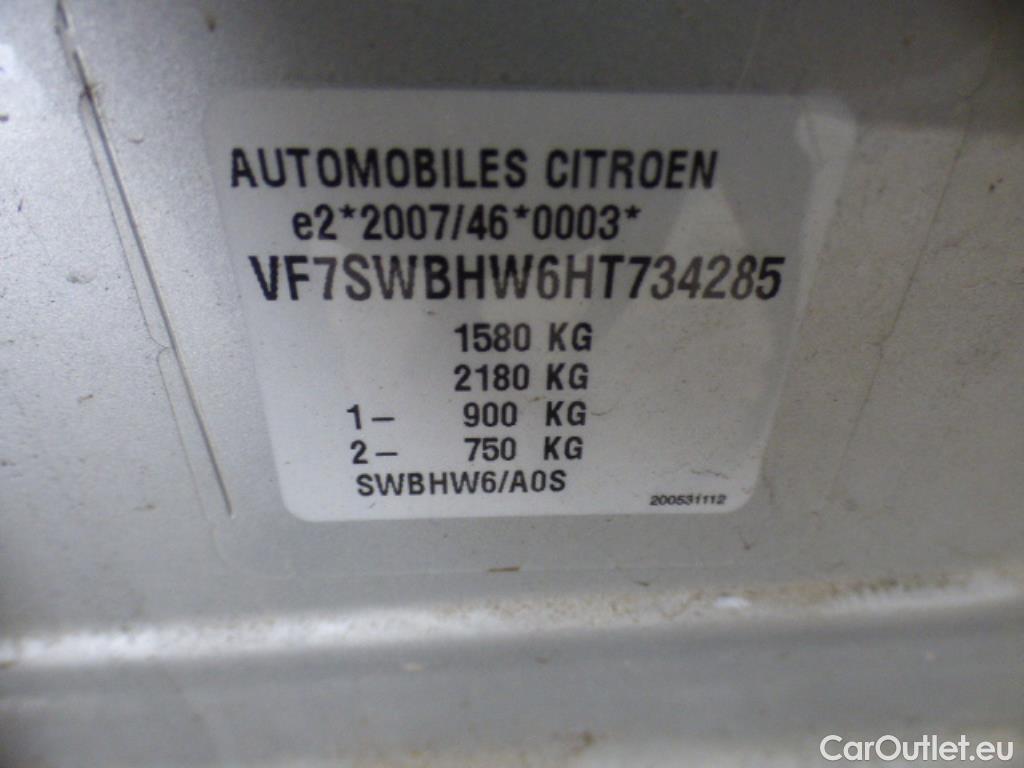 AUTOMOBILES CITROEN
e2*2007/46*0003*
VF7SWBHW6HT734285
1580 KG
2180 KG
1- 900 KG
2- 750 KG
SWBHW6/A0S
200531112
CarOutlet.eu